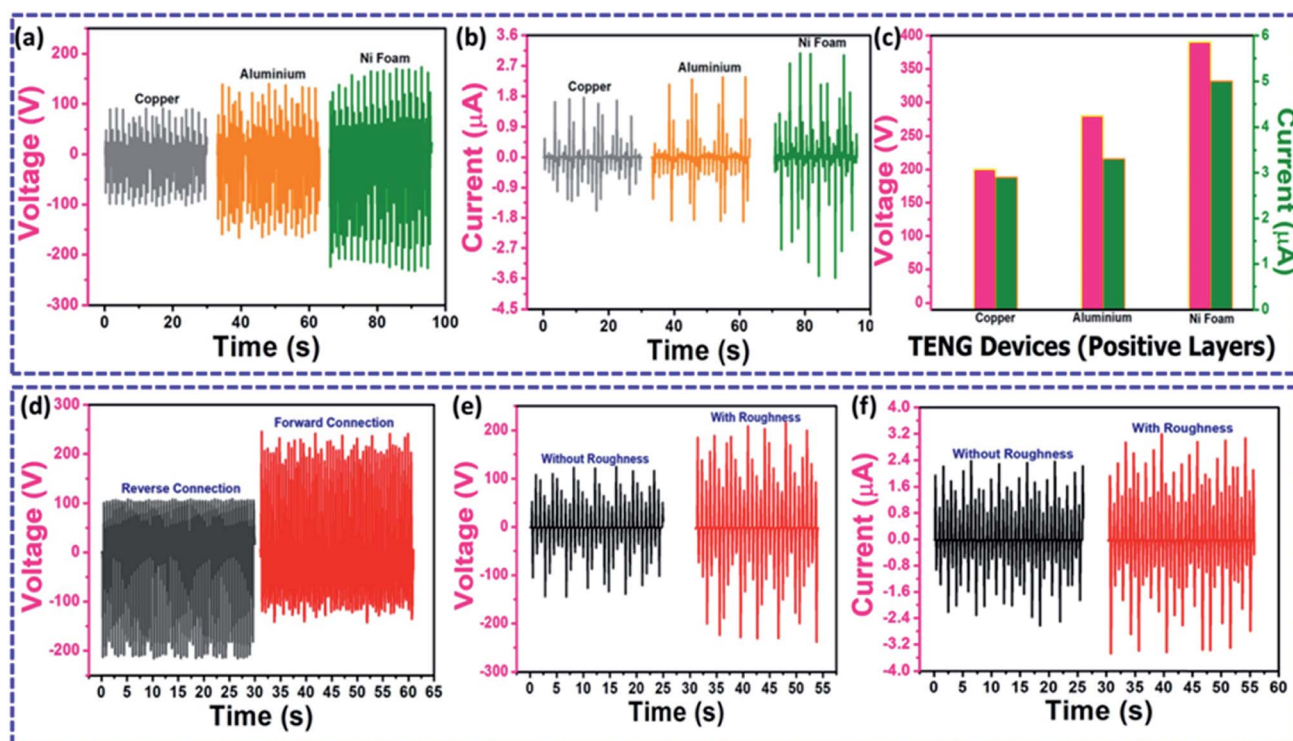 (a)
Voltage (V)
200
100
0
-100
-200
-300
Copper
Aluminium
Ni Foam
0 20 40 60 80 100
Time (s)
(b)
Current (μA)
3.6
2.7
1.8
0.9
0.0
-0.9
-1.8
-2.7
-3.6
-4.5
Copper
Aluminium
Ni Foam
0 20 40 60 80 10
Time (s)
(c)
Voltage (V)
400
350
300
250
200
150
100
50
0
Current (μA)
6
5
4
3
2
1
0
Copper Aluminium Ni Foam
TENG Devices (Positive Layers)
(d)
Voltage (V)
300
200
100
0
-100
-200
Reverse Connection
Forward Connection
0 5 10 15 20 25 30 35 40 45 50 55 60 65
Time (s)
(e)
Voltage (V)
200
100
0
-100
-200
-300
Without Roughness
With Roughness
0 5 10 15 20 25 30 35 40 45 50 55
Time (s)
(f)
Current (μA)
4.0
3.2
2.4
1.6
0.8
0.0
-0.8
-1.6
-2.4
-3.2
-4.0
Without Roughness
With Roughness
0 5 10 15 20 25 30 35 40 45 50 55 60
Time (s)